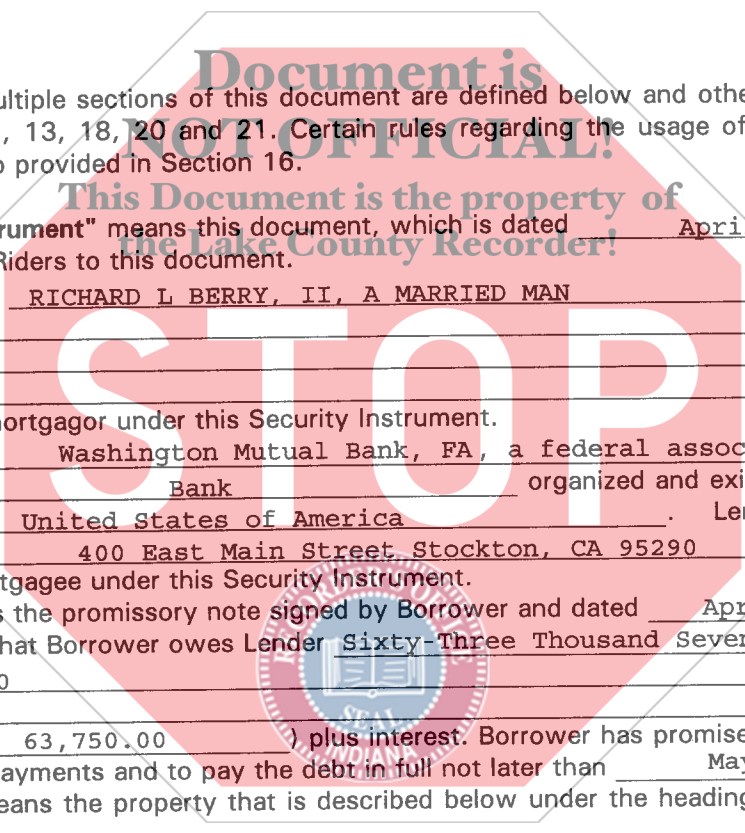 Document is
ultiple sections of this document are defined below and othe
, 13, 18, 20 and 21. Certain rules regarding the usage of
NOT OFFICIAL!
o provided in Section 16.
This Document is the property of
rument" means this document, which is dated Apri
the Lake County Recorder!
Riders to this document.
RICHARD L BERRY, II, A MARRIED MAN
STOP
ortgagor under this Security Instrument.
Washington Mutual Bank, FA, a federal assoc
Bank organized and exi
United States of America . Len
400 East Main Street Stockton, CA 95290
tgagee under this Security Instrument.
s the promissory note signed by Borrower and dated Apr
hat Borrower owes Lender Sixty-Three Thousand Seven
0
SEAL
INDIANA
63,750.00 ) plus interest. Borrower has promise
ayments and to pay the debt in full not later than May
eans the property that is described below under the heading